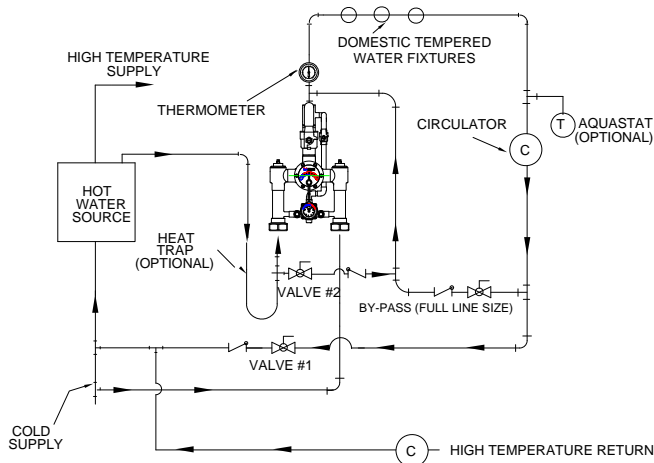 DOMESTIC TEMPERED
WATER FIXTURES
HIGH TEMPERATURE
SUPPLY
THERMOMETER
CIRCULATOR
C
T
AQUASTAT
(OPTIONAL)
HOT
WATER
SOURCE
HEAT
TRAP
(OPTIONAL)
VALVE #2
BY-PASS (FULL LINE SIZE)
VALVE #1
COLD
SUPPLY
C
HIGH TEMPERATURE RETURN